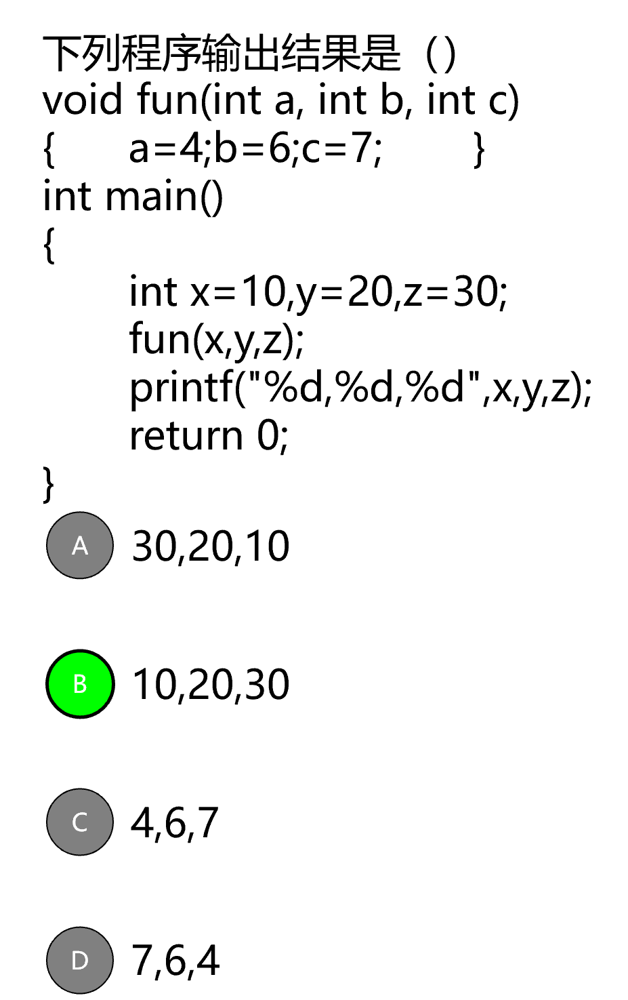 下列程序输出结果是（）
void fun(int a, int b, int c)
{ a=4;b=6;c=7; }
int main()
{
int x=10,y=20,z=30;
fun(x,y,z);
printf("%d,%d,%d",x,y,z);
return 0;
}
A 30,20,10
B 10,20,30
C 4,6,7
D 7,6,4